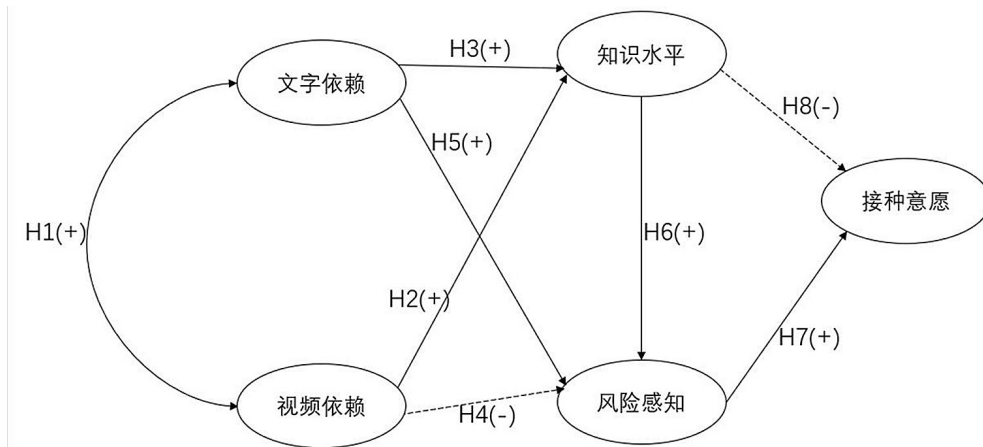 H3(+)
知识水平
文字依赖
H8(-)
H5(+)
接种意愿
H1(+)
H6(+)
H2(+)
H7(+)
视频依赖
H4(-)
风险感知